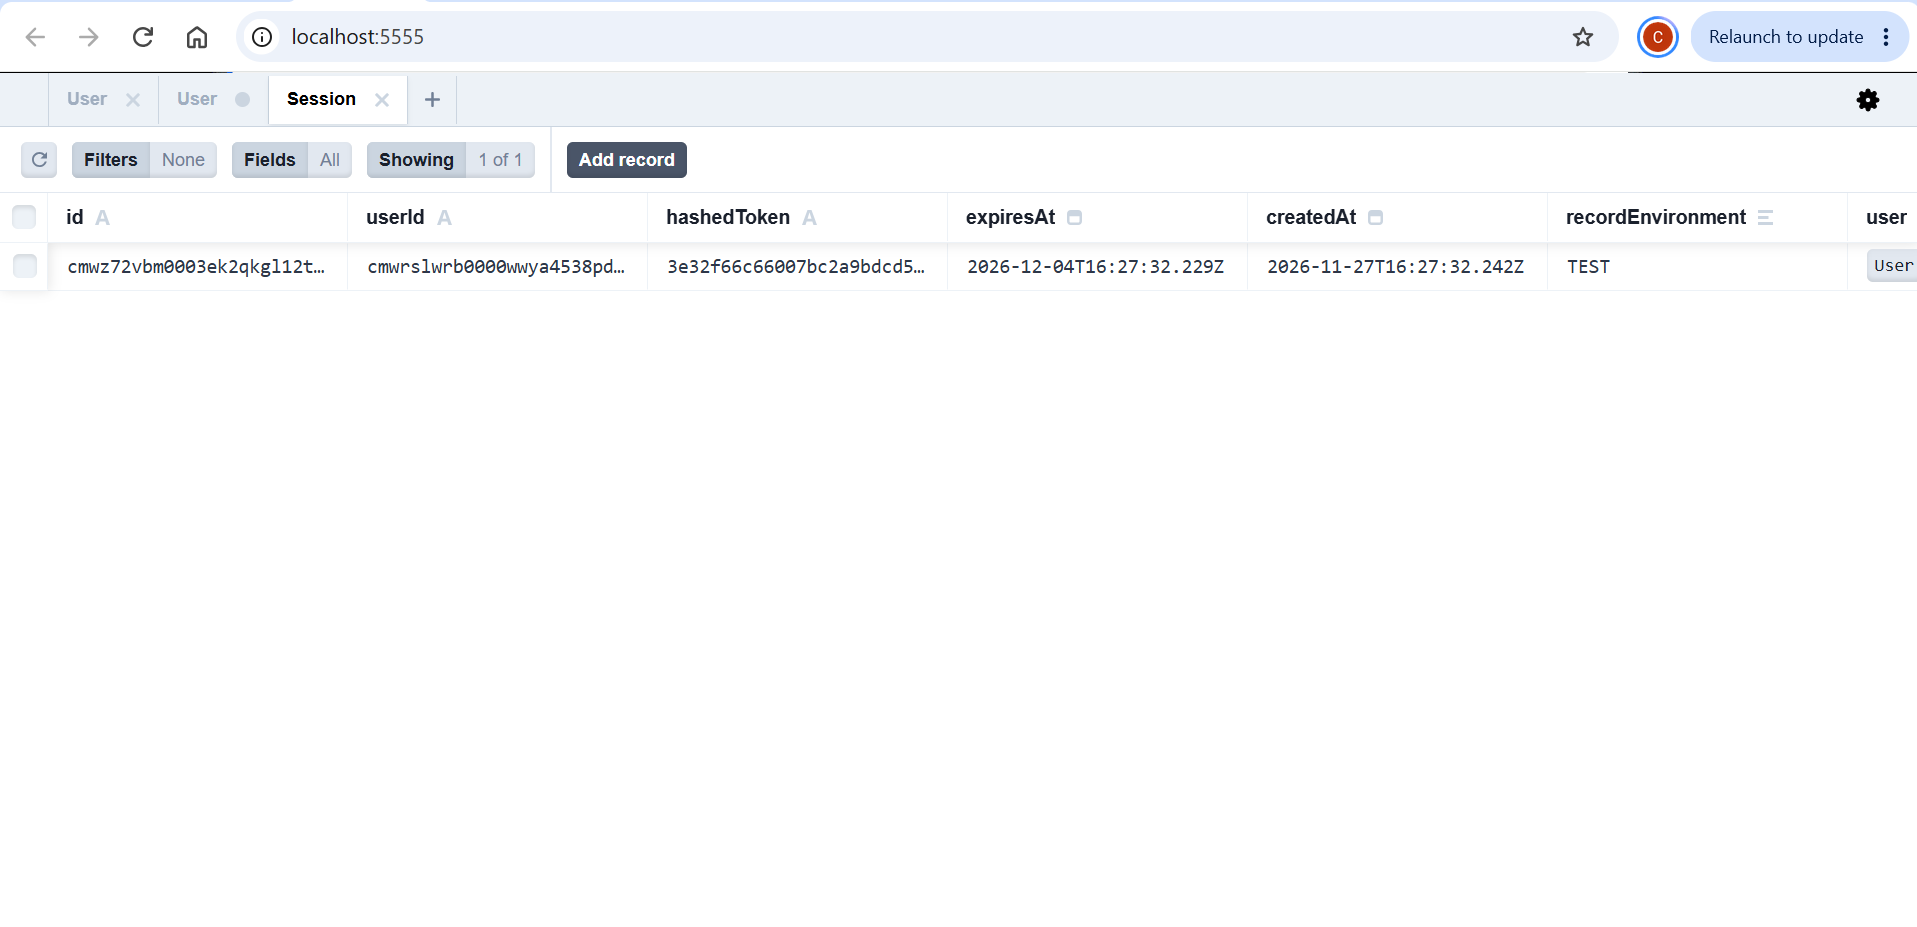 localhost:5555
C
Relaunch to update
User
User
Session
Filters None
Fields All
Showing 1 of 1
Add record
id A userId A hashedToken A expiresAt createdAt recordEnvironment user
cmwz72vbm0003ek2qkgl12t… cmwrslwrb0000wwya4538pd… 3e32f66c66007bc2a9bdcd5… 2026-12-04T16:27:32.229Z 2026-11-27T16:27:32.242Z TEST User